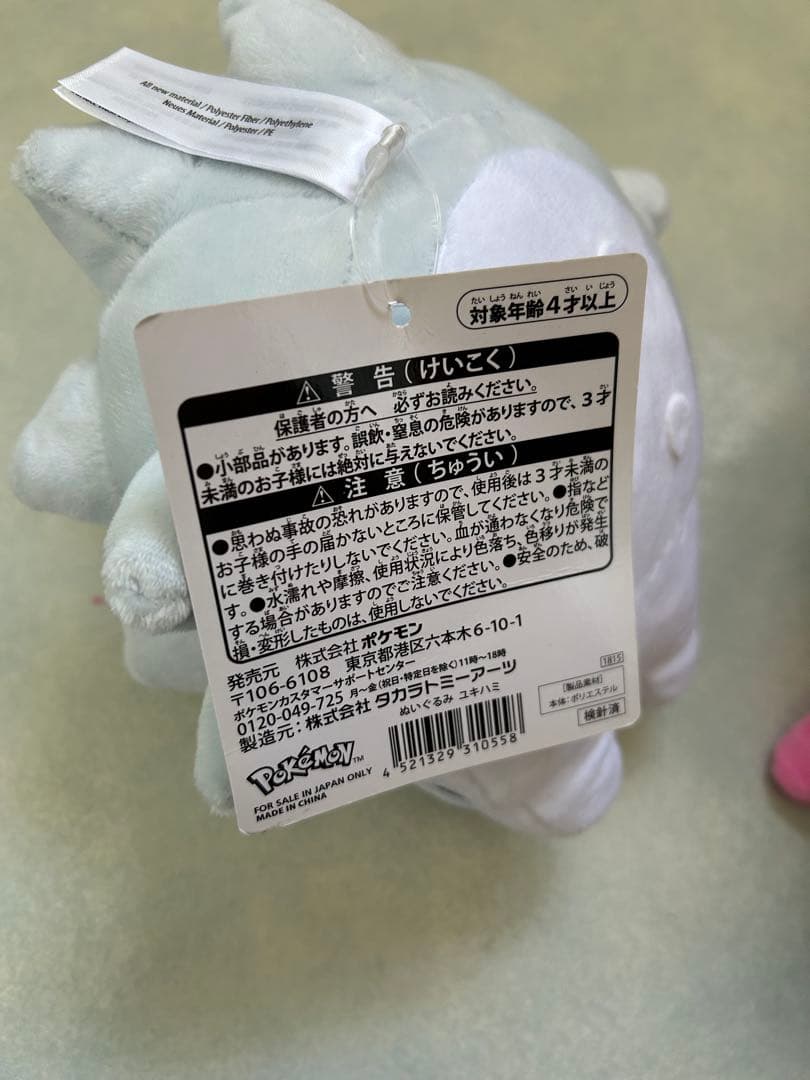 All new material / Polyester Fiber / Polyethylene
Neues Material / Polyester / PE
対象年齢4才以上
警告(けいこく)
保護者の方へ 必ずお読みください。
●小部品があります。誤飲・窒息の危険がありますので、3才
未満のお子様には絶対に与えないでください。
注意(ちゅうい)
●思わぬ事故の恐れがありますので、使用後は3才未満の
お子様の手の届かないところに保管してください。●指など
に巻き付けたりしないでください。血が通わなくなり危険で
す。●水濡れや摩擦、使用状況により色落ち、色移りが発生
する場合がありますのでご注意ください。●安全のため、破
損・変形したものは、使用しないでください。
発売元 株式会社ポケモン
〒106-6108 東京都港区六本木6-10-1
ポケモンカスタマーサポートセンター
0120-049-725 月〜金(祝日・特定日を除く)11時〜18時
製造元:株式会社タカラトミーアーツ
ぬいぐるみ ユキハミ
4 521329 310558
1815
[製品素材]
本体:ポリエステル
検針済
POKéMON™
FOR SALE IN JAPAN ONLY
MADE IN CHINA